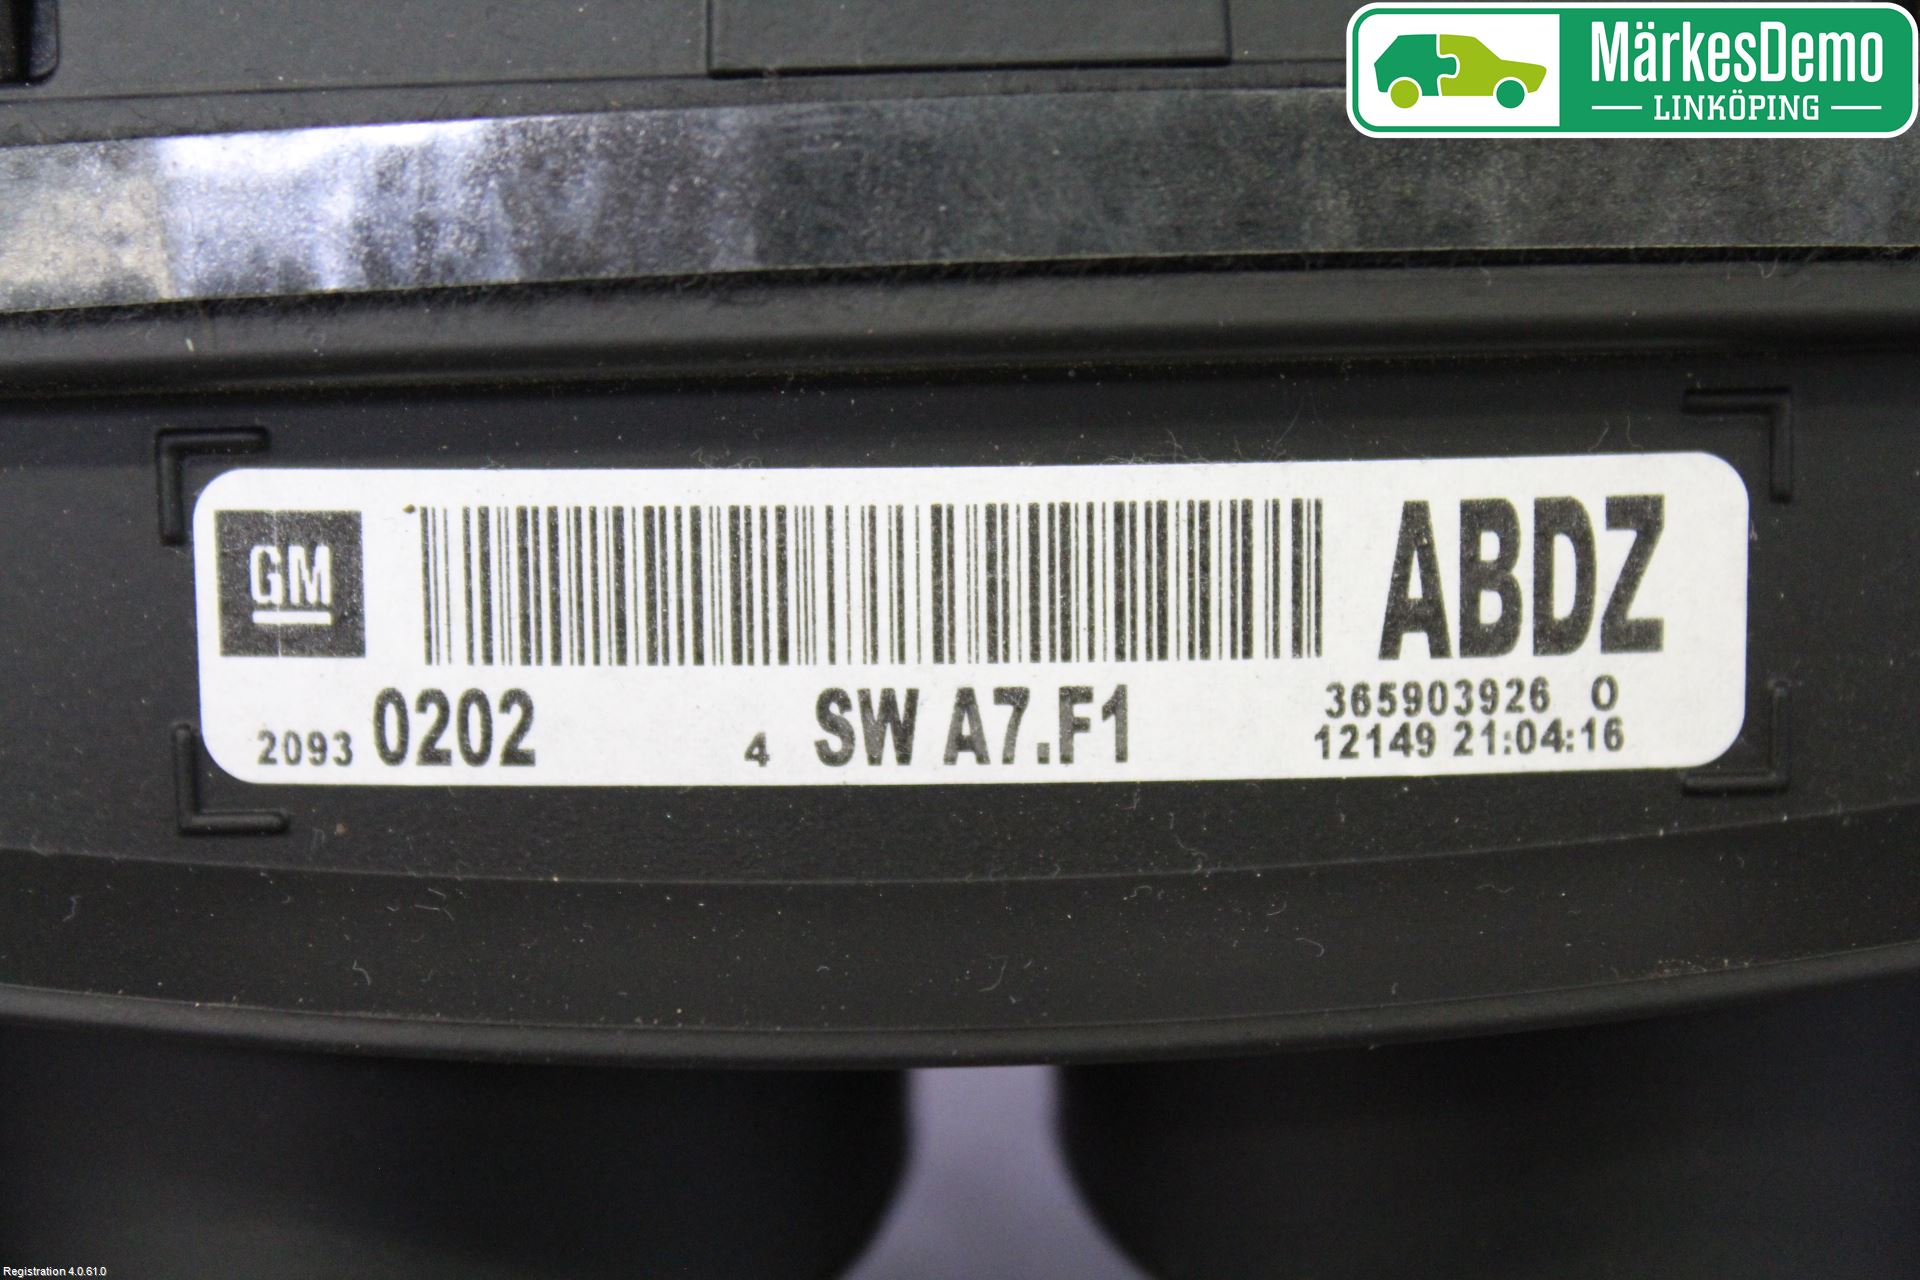 MärkesDemo
LINKÖPING
GM
ABDZ
2093 0202 4 SW A7.F1
365903926 0
12149 21:04:16
Registration 4.0.61.0